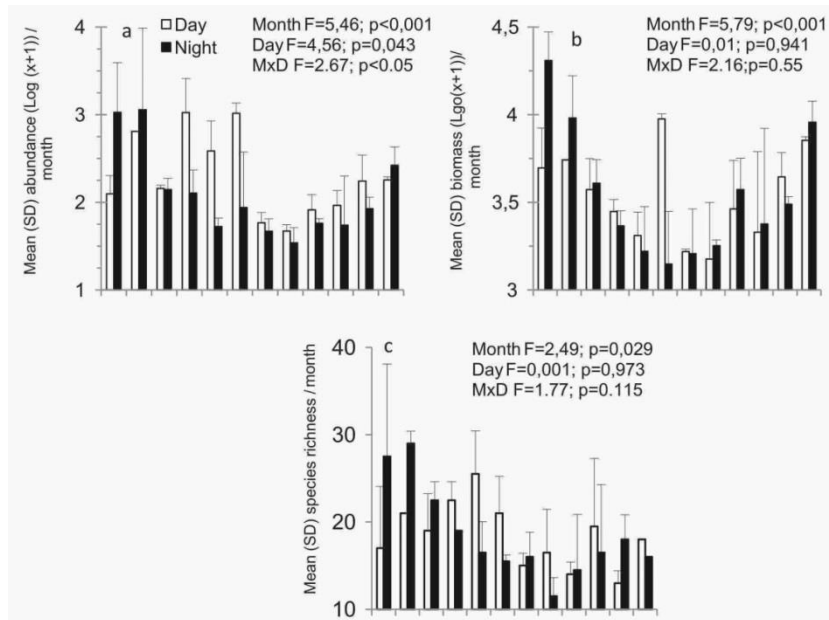 a
Day
Night
Month F=5,46; p<0,001
Day F=4,56; p=0,043
MxD F=2.67; p<0.05
Mean (SD) abundance (Log (x+1)) /
month
4
3
2
1
b
Month F=5,79; p<0,001
Day F=0,01; p=0,941
MxD F=2.16;p=0.55
Mean (SD) biomass (Lgo(x+1))/
month
4,5
4
3,5
3
c
Month F=2,49; p=0,029
Day F=0,001; p=0,973
MxD F=1.77; p=0.115
Mean (SD) species richness / month
40
30
20
10